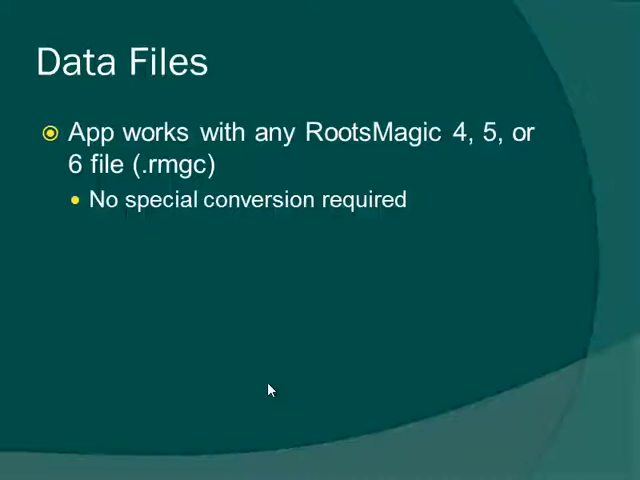 Data Files
App works with any RootsMagic 4, 5, or
6 file (.rmgc)
No special conversion required